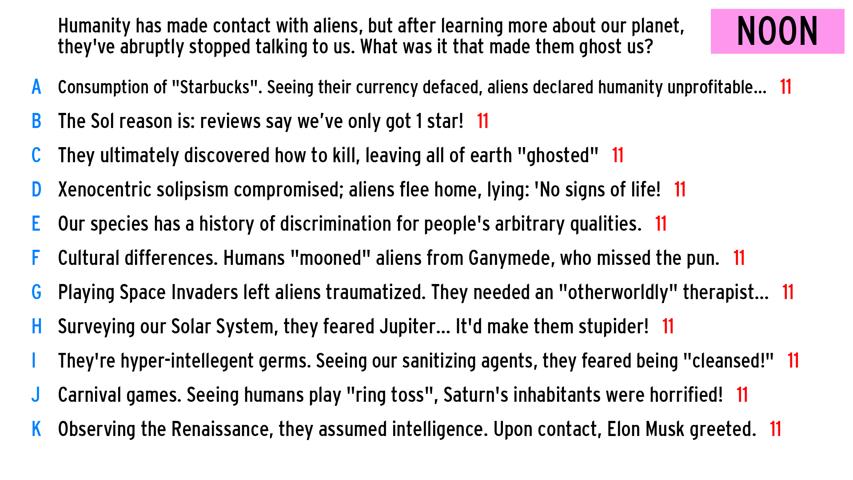 Humanity has made contact with aliens, but after learning more about our planet,
they've abruptly stopped talking to us. What was it that made them ghost us?
NOON
A Consumption of "Starbucks". Seeing their currency defaced, aliens declared humanity unprofitable... 11
B The Sol reason is: reviews say we’ve only got 1 star! 11
C They ultimately discovered how to kill, leaving all of earth "ghosted" 11
D Xenocentric solipsism compromised; aliens flee home, lying: 'No signs of life! 11
E Our species has a history of discrimination for people's arbitrary qualities. 11
F Cultural differences. Humans "mooned" aliens from Ganymede, who missed the pun. 11
G Playing Space Invaders left aliens traumatized. They needed an "otherworldly" therapist... 11
H Surveying our Solar System, they feared Jupiter... It'd make them stupider! 11
I They're hyper-intellegent germs. Seeing our sanitizing agents, they feared being "cleansed!" 11
J Carnival games. Seeing humans play "ring toss", Saturn's inhabitants were horrified! 11
K Observing the Renaissance, they assumed intelligence. Upon contact, Elon Musk greeted. 11